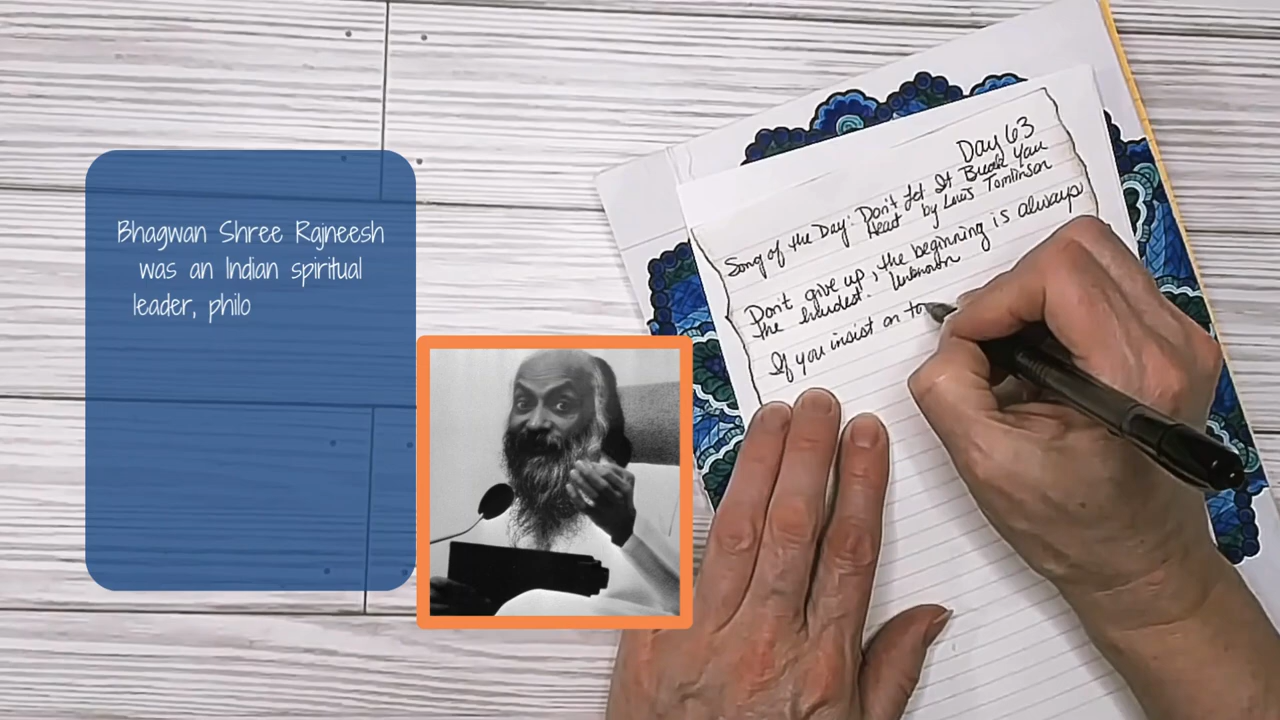 Bhagwan Shree Rajneesh
was an Indian spiritual
leader, philo
Day 63
Song of the Day: Don't Let It Break You
Heart by Louis Tomlinson
Don't give up, the beginning is always
the hardest. Unknown
If you insist on to